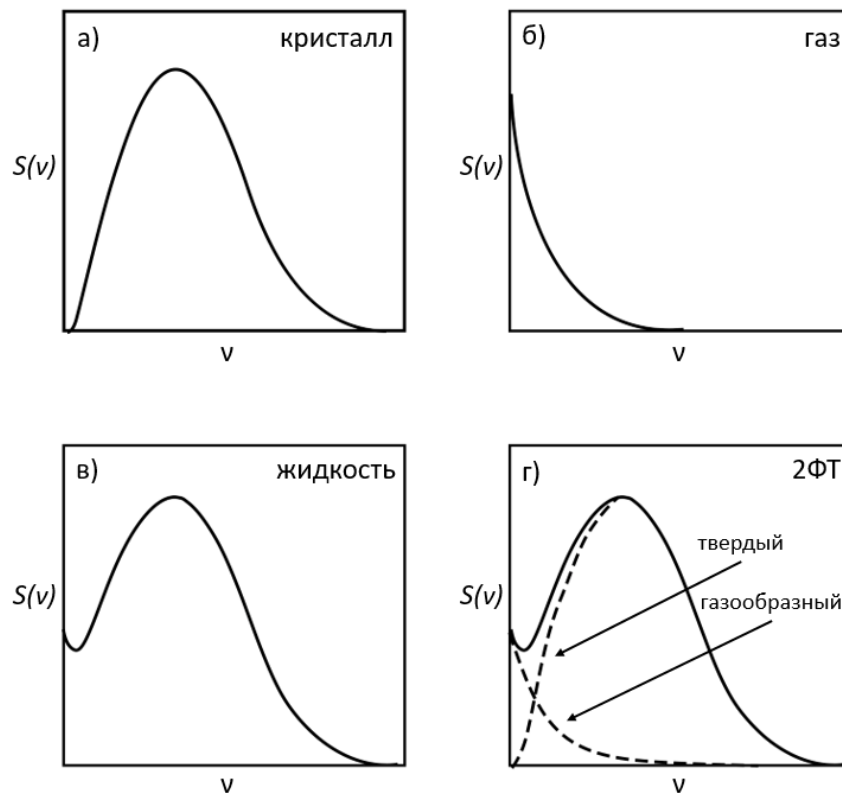 а) кристалл
S(ν)
ν
б) газ
S(ν)
ν
в) жидкость
S(ν)
ν
г) 2ФТ
твердый
газообразный
S(ν)
ν